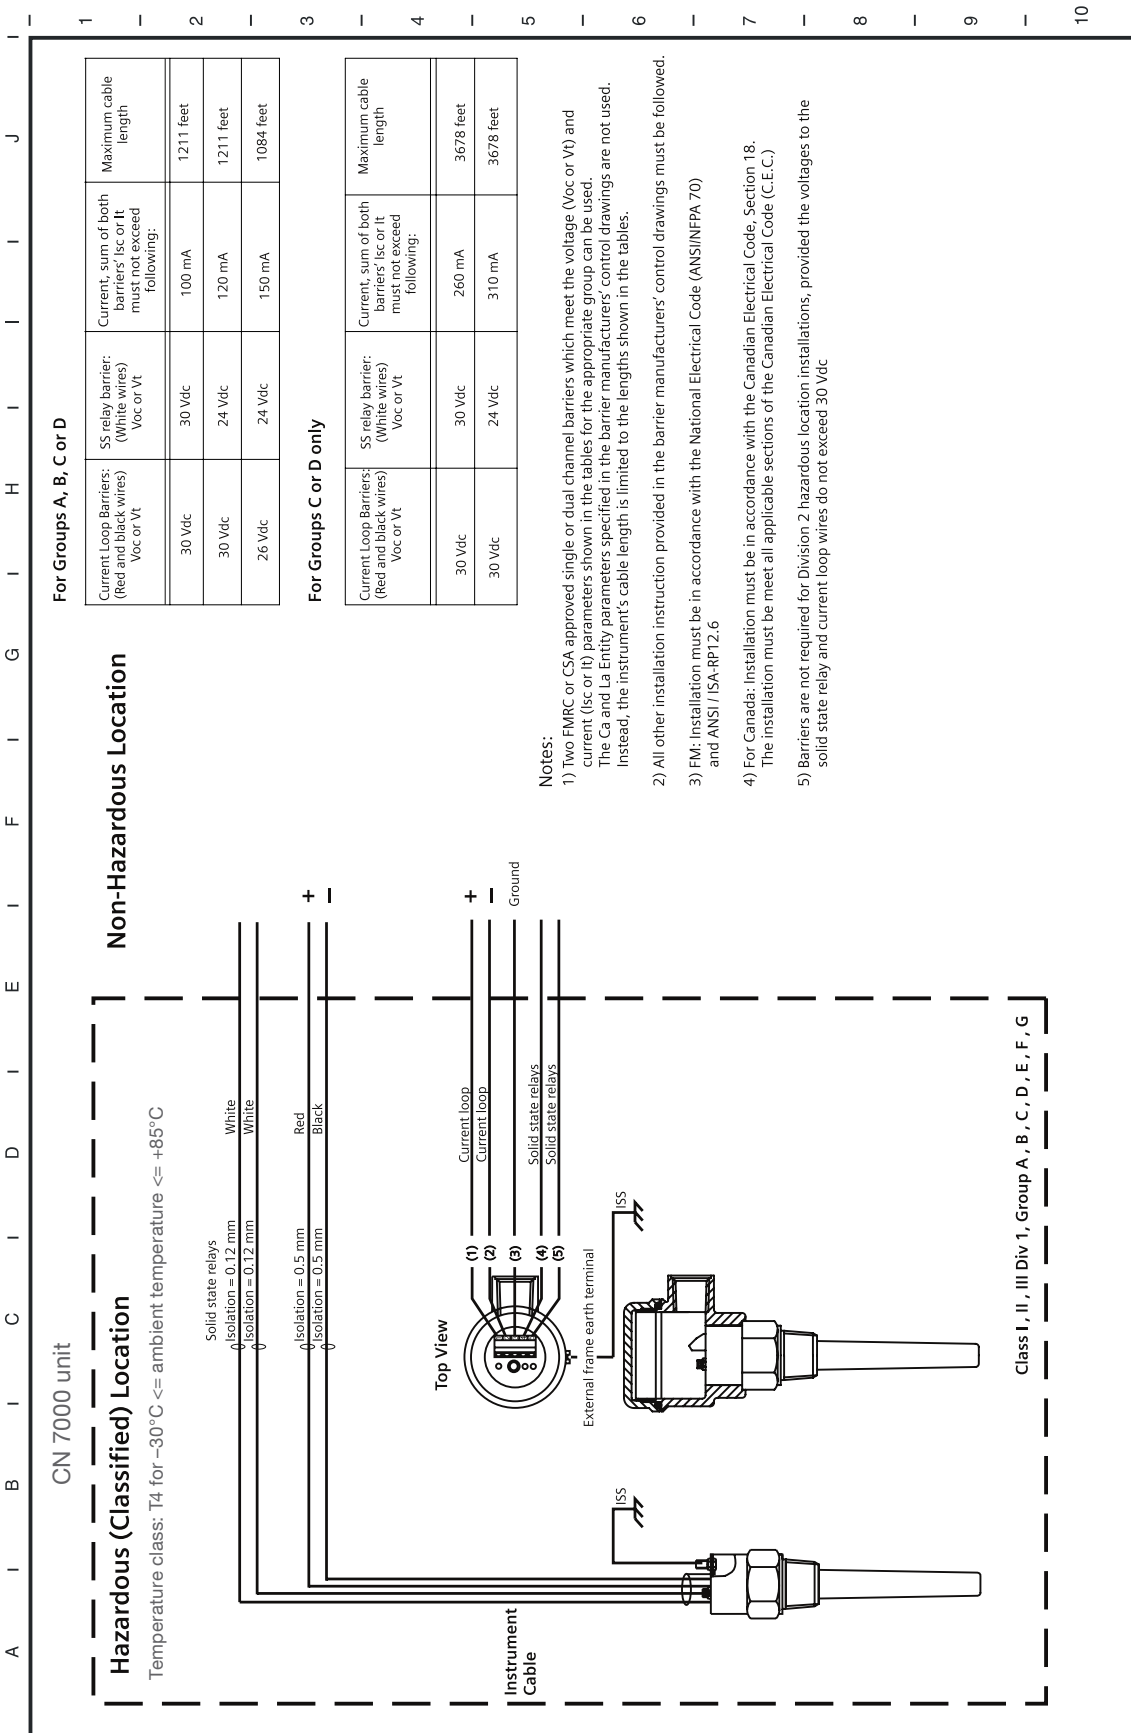 A B C D E F G H I J
1
2
3
4
5
6
7
8
9
10
CN 7000 unit
Hazardous (Classified) Location
Temperature class: T4 for –30°C <= ambient temperature <= +85°C
Non-Hazardous Location
Solid state relays
Isolation = 0.12 mm
White
Isolation = 0.12 mm
White
Isolation = 0.5 mm
Red
+
Isolation = 0.5 mm
Black
–
Top View
(1)
Current loop
+
(2)
Current loop
–
(3)
Ground
(4)
Solid state relays
(5)
Solid state relays
Instrument
Cable
External frame earth terminal
ISS
ISS
Class I , II , III Div 1, Group A , B , C , D , E , F , G
For Groups A, B, C or D
Current Loop Barriers:
(Red and black wires)
Voc or Vt
SS relay barrier:
(White wires)
Voc or Vt
Current, sum of both
barriers’ Isc or It
must not exceed
following:
Maximum cable
length
30 Vdc 30 Vdc 100 mA 1211 feet
30 Vdc 24 Vdc 120 mA 1211 feet
26 Vdc 24 Vdc 150 mA 1084 feet
For Groups C or D only
Current Loop Barriers:
(Red and black wires)
Voc or Vt
SS relay barrier:
(White wires)
Voc or Vt
Current, sum of both
barriers’ Isc or It
must not exceed
following:
Maximum cable
length
30 Vdc 30 Vdc 260 mA 3678 feet
30 Vdc 24 Vdc 310 mA 3678 feet
Notes:
1) Two FMRC or CSA approved single or dual channel barriers which meet the voltage (Voc or Vt) and
current (Isc or It) parameters shown in the tables for the appropriate group can be used.
The Ca and La Entity parameters specified in the barrier manufacturers’ control drawings are not used.
Instead, the instrument’s cable length is limited to the lengths shown in the tables.
2) All other installation instruction provided in the barrier manufacturers’ control drawings must be followed.
3) FM: Installation must be in accordance with the National Electrical Code (ANSI/NFPA 70)
and ANSI / ISA-RP12.6
4) For Canada: Installation must be in accordance with the Canadian Electrical Code, Section 18.
The installation must be meet all applicable sections of the Canadian Electrical Code (C.E.C.)
5) Barriers are not required for Division 2 hazardous location installations, provided the voltages to the
solid state relay and current loop wires do not exceed 30 Vdc